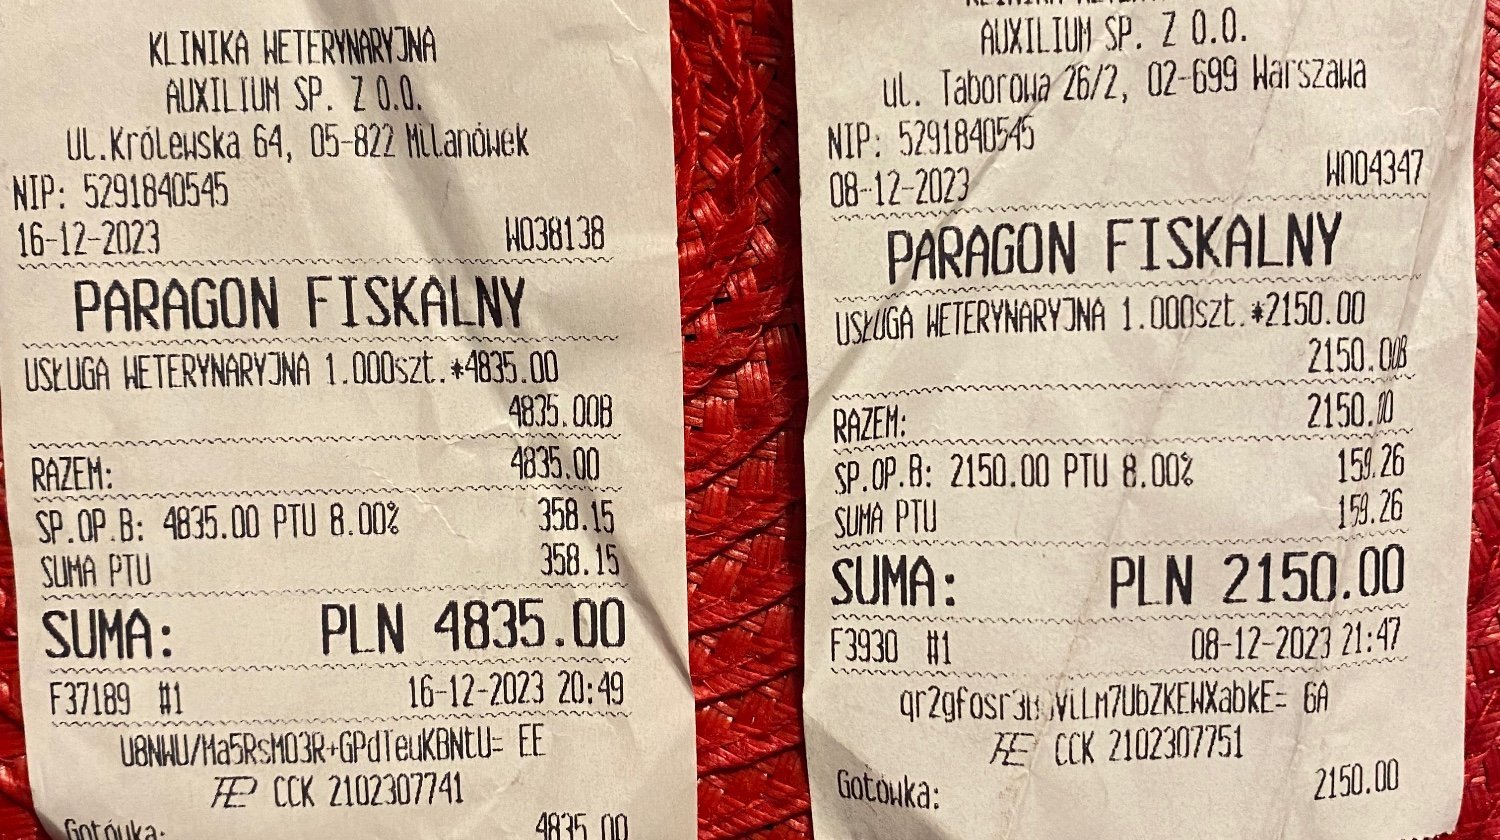 KLINIKA WETERYNARYJNA
AUXILIUM SP. Z O.O.
ul.Królewska 64, 05-822 Milanówek
NIP: 5291840545
16-12-2023 W038138
PARAGON FISKALNY
USŁUGA WETERYNARYJNA 1.000szt.*4835.00
4835.00B
RAZEM: 4835.00
SP.OP.B: 4835.00 PTU 8.00% 358.15
SUMA PTU 358.15
SUMA: PLN 4835.00
F37189 #1 16-12-2023 20:49
U8NWU/Ma5RsMO3R+GPdTeuKBNtU= EE
CCK 2102307741
Gotówka: 4835.00
AUXILIUM SP. Z O.O.
ul. Taborowa 26/2, 02-699 Warszawa
NIP: 5291840545
08-12-2023 W004347
PARAGON FISKALNY
USŁUGA WETERYNARYJNA 1.000szt.*2150.00
2150.00B
RAZEM: 2150.00
SP.OP.B: 2150.00 PTU 8.00% 159.26
SUMA PTU 159.26
SUMA: PLN 2150.00
F3930 #1 08-12-2023 21:47
6A
CCK 2102307751
Gotówka: 2150.00